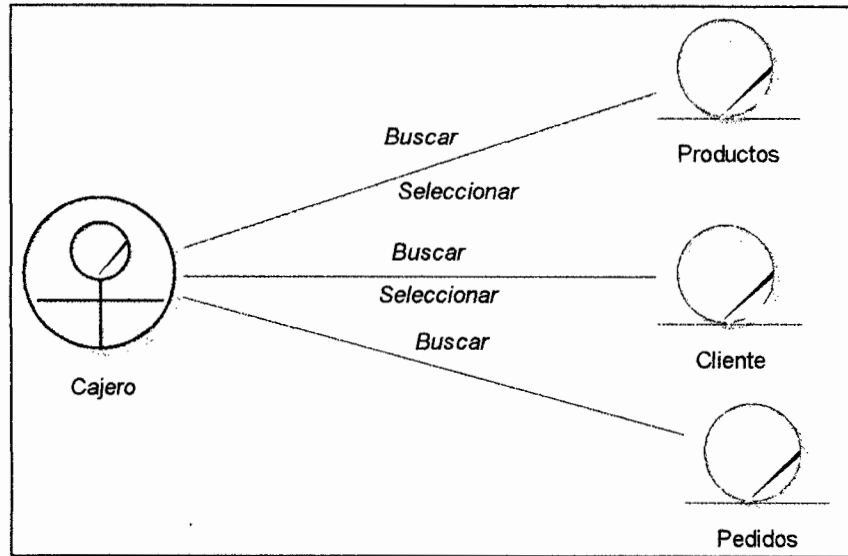 Buscar
Productos
Seleccionar
Buscar
Seleccionar
Buscar
Cliente
Cajero
Pedidos